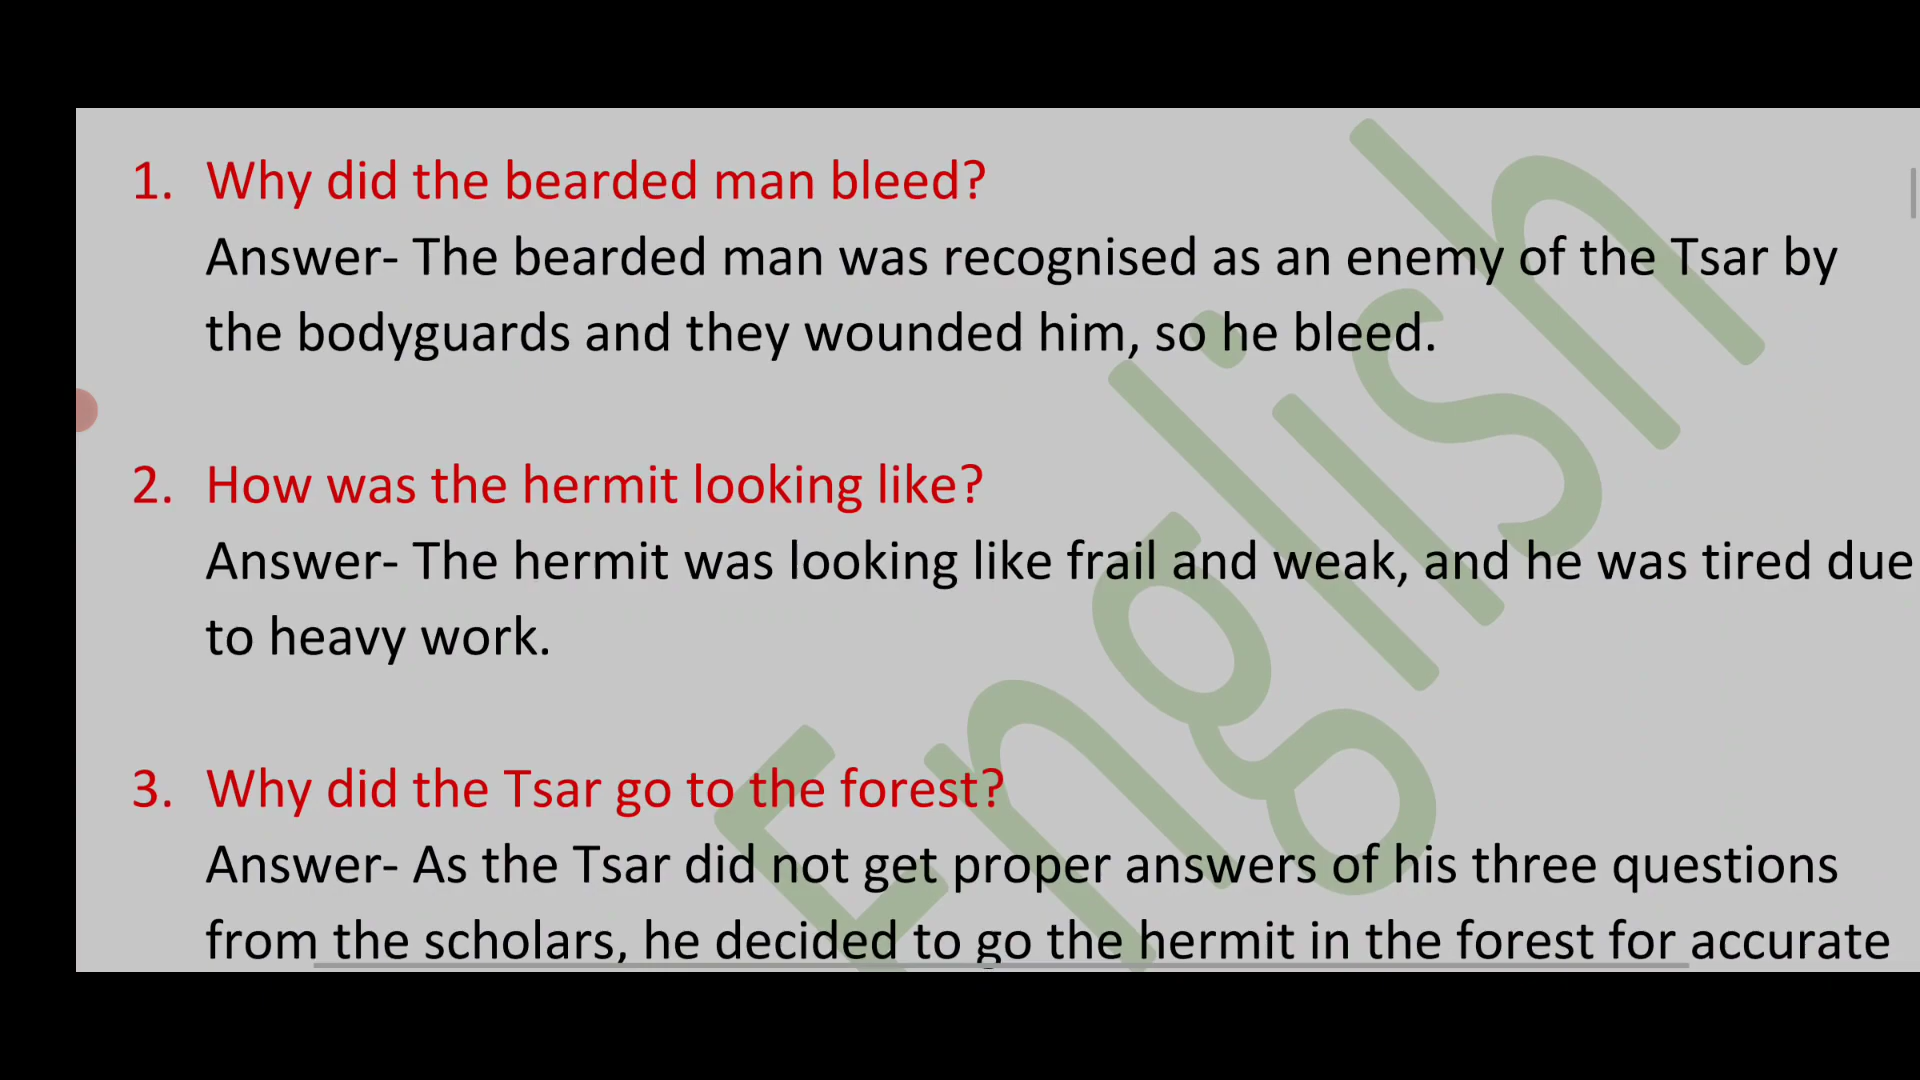 1. Why did the bearded man bleed?
Answer- The bearded man was recognised as an enemy of the Tsar by
the bodyguards and they wounded him, so he bleed.
2. How was the hermit looking like?
Answer- The hermit was looking like frail and weak, and he was tired due
to heavy work.
3. Why did the Tsar go to the forest?
Answer- As the Tsar did not get proper answers of his three questions
from the scholars, he decided to go the hermit in the forest for accurate
English